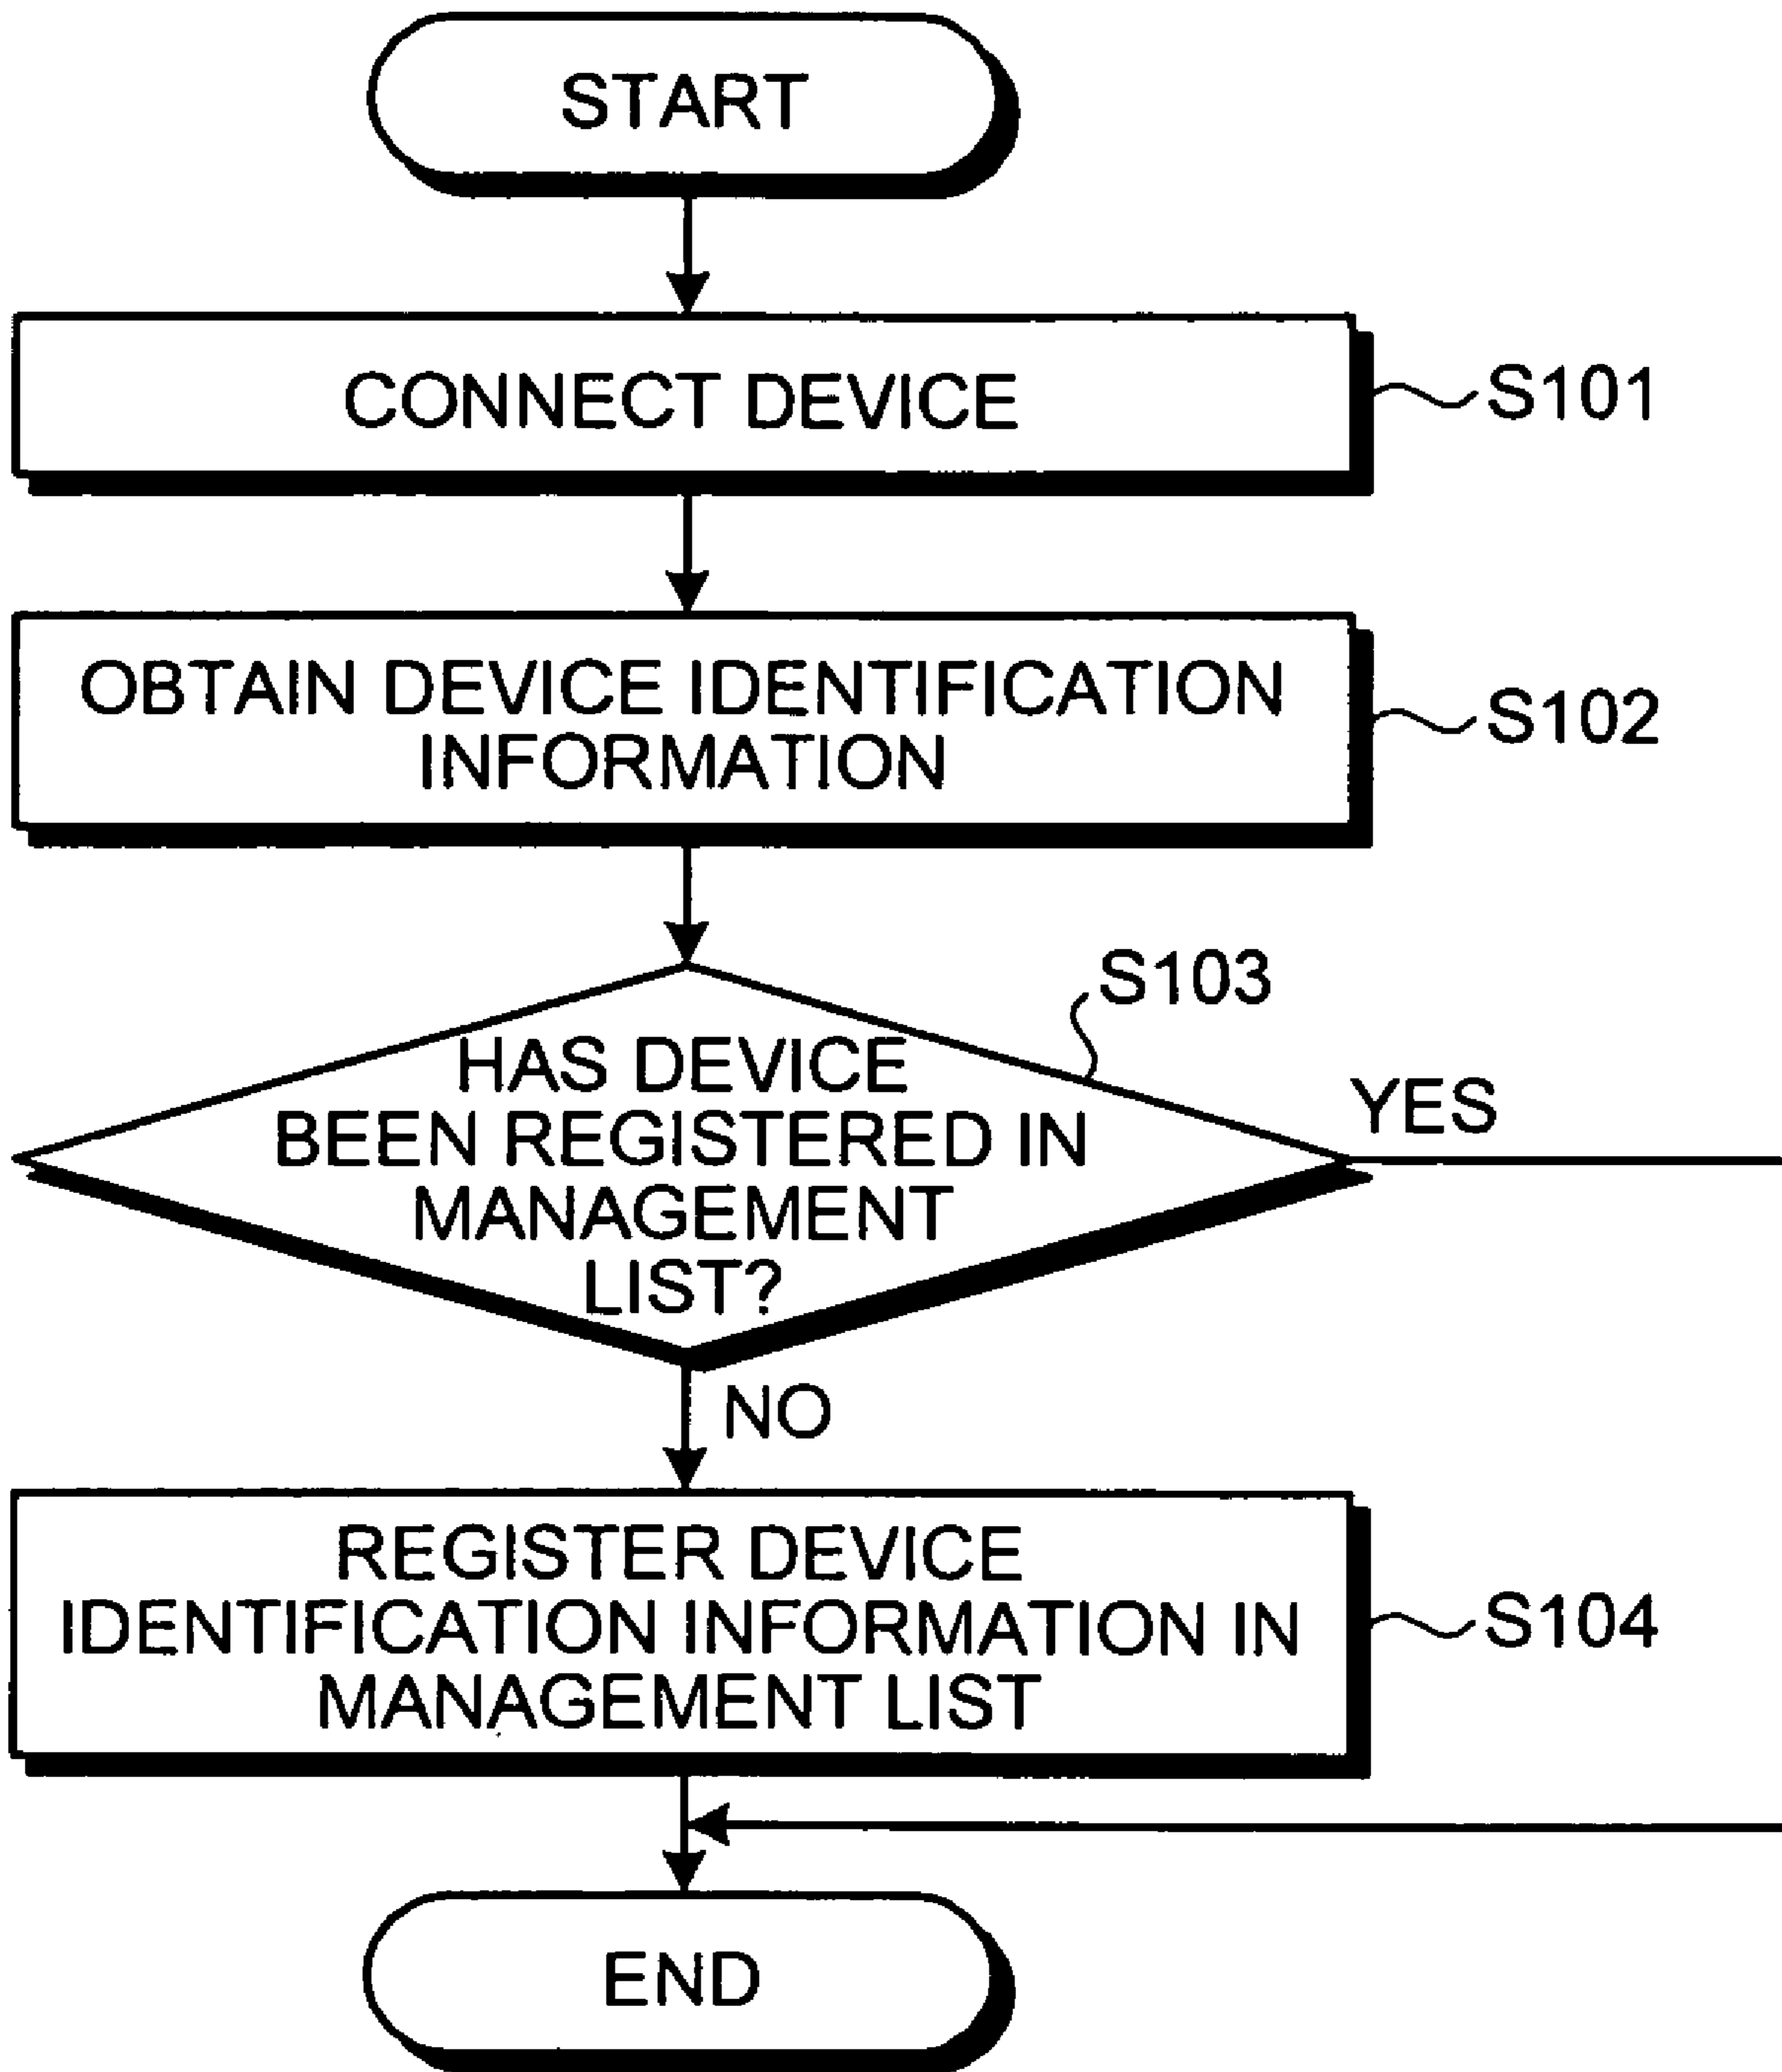 START
CONNECT DEVICE
S101
OBTAIN DEVICE IDENTIFICATION
INFORMATION
S102
S103
HAS DEVICE
BEEN REGISTERED IN
MANAGEMENT
LIST?
YES
NO
REGISTER DEVICE
IDENTIFICATION INFORMATION IN
MANAGEMENT LIST
S104
END